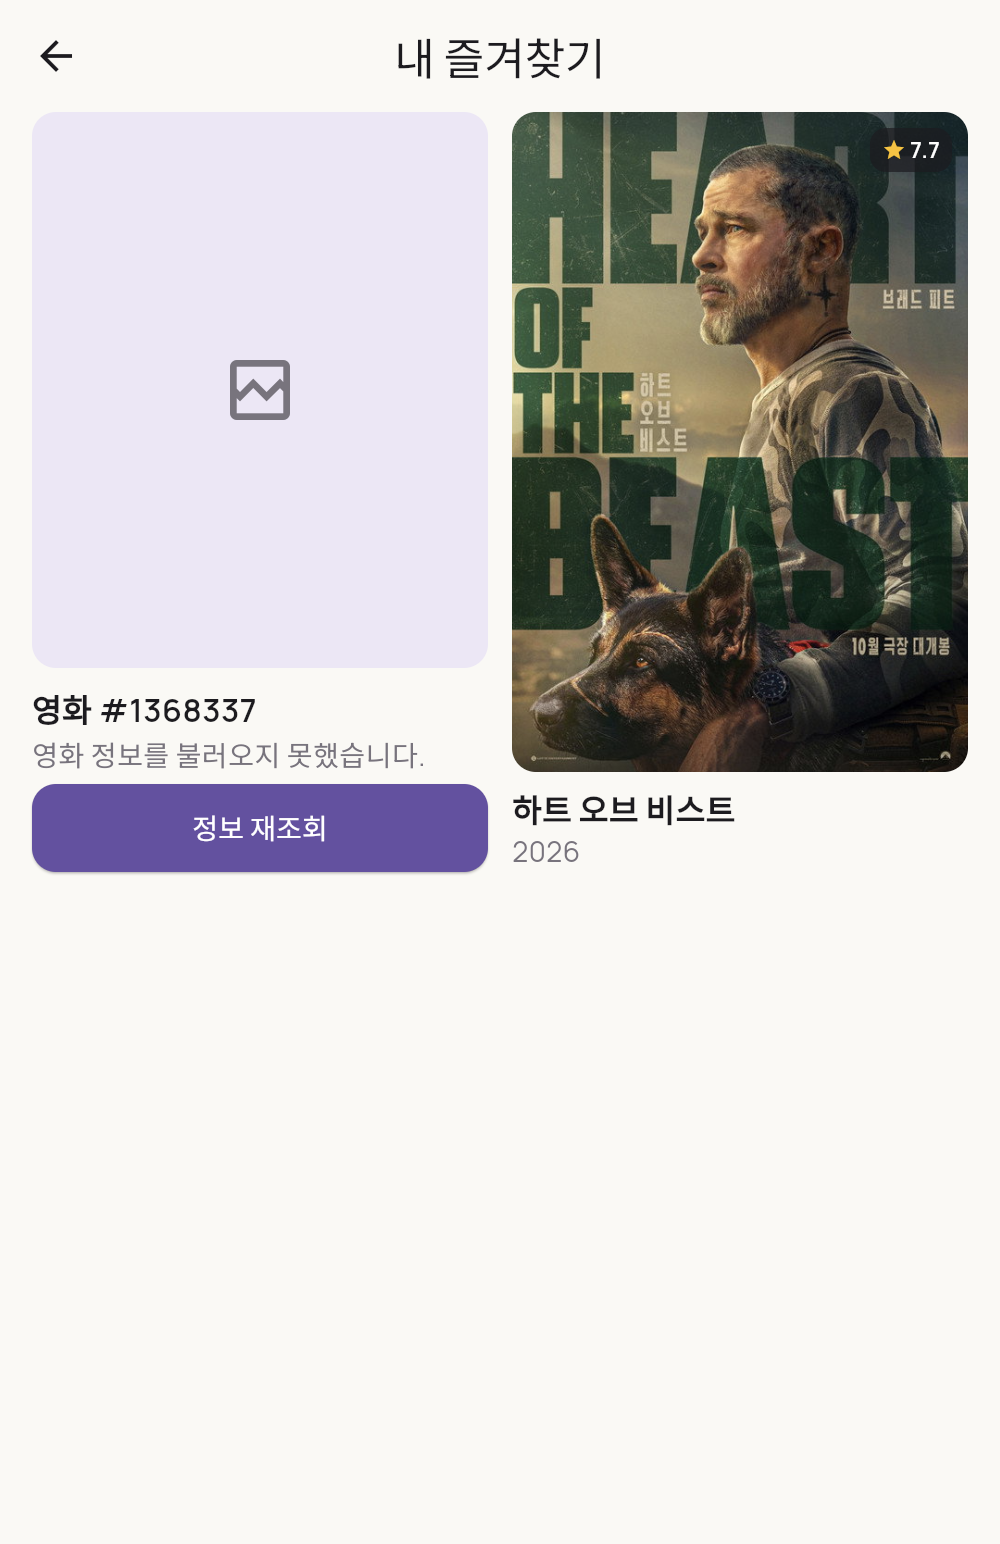 내 즐겨찾기
영화 #1368337
영화 정보를 불러오지 못했습니다.
정보 재조회
7.7
HEART
브래드 피트
OF
THE
하트
오브
비스트
BEAST
10월 극장 대개봉
하트 오브 비스트
2026